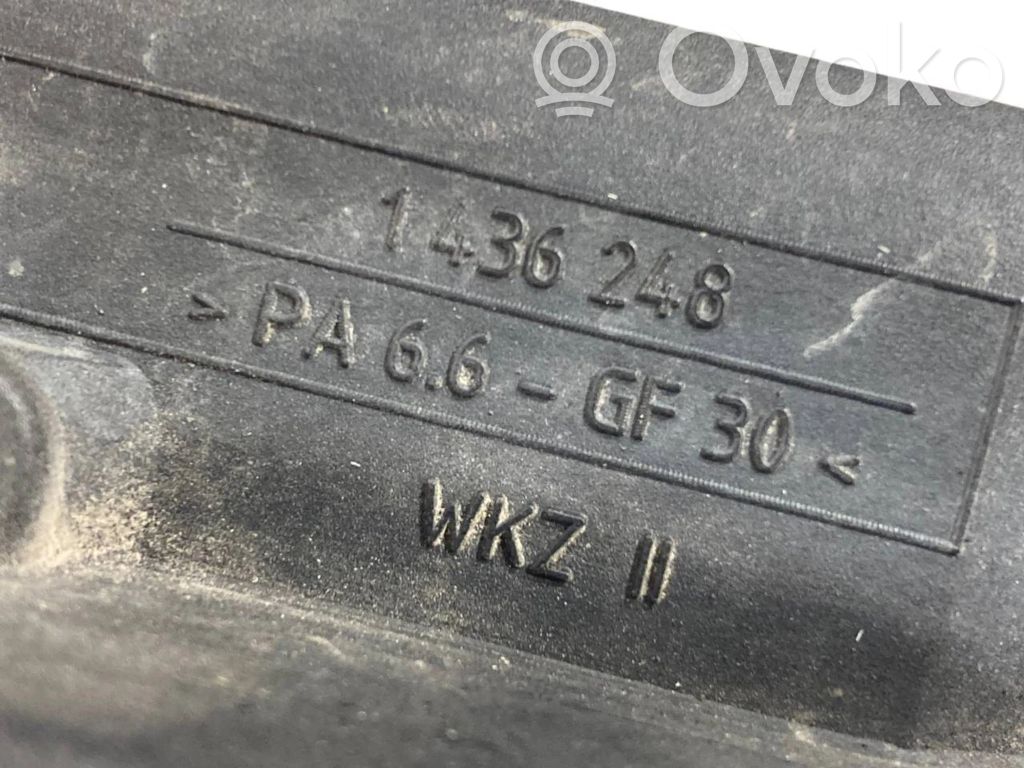 Ovoko
1 436 248
> PA 6.6 - GF 30 <
WKZ II